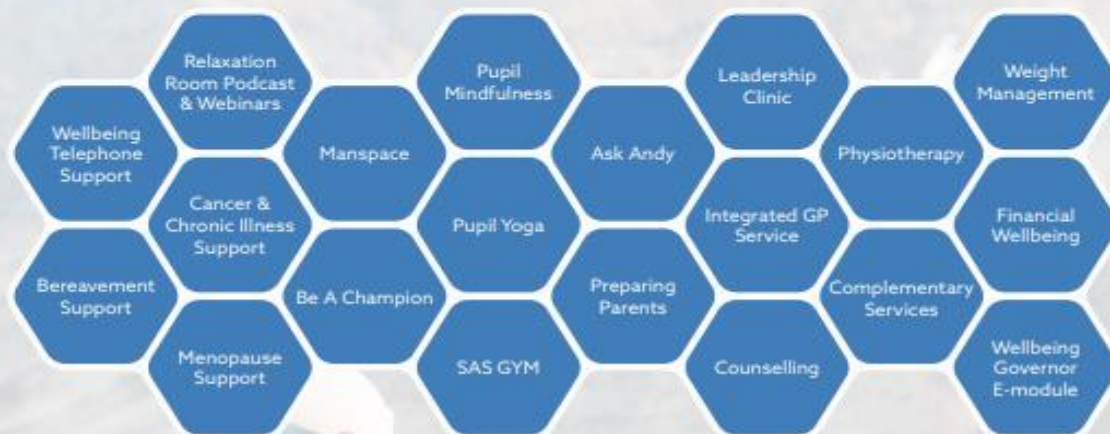 Relaxation
Room Podcast
& Webinars
Pupil
Mindfulness
Leadership
Clinic
Weight
Management
Wellbeing
Telephone
Support
Manspace
Ask Andy
Physiotherapy
Cancer &
Chronic Illness
Support
Pupil Yoga
Integrated GP
Service
Financial
Wellbeing
Bereavement
Support
Be A Champion
Preparing
Parents
Complementary
Services
Menopause
Support
SAS GYM
Counselling
Wellbeing
Governor
E-module